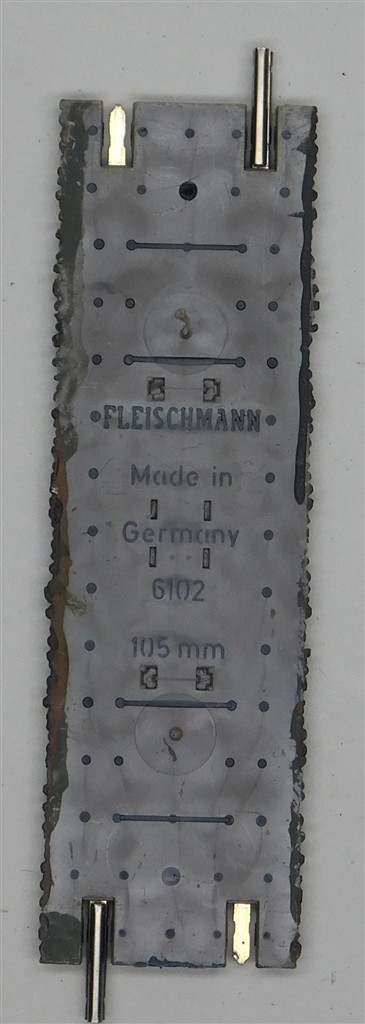 FLEISCHMANN
Made in
Germany
6102
105 mm